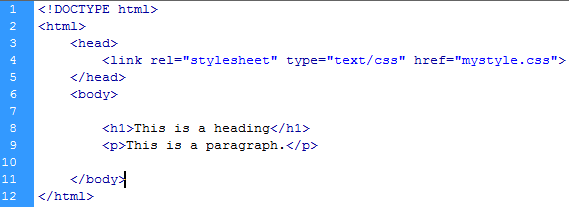 1 <!DOCTYPE html>
2 <html>
3 <head>
4 <link rel="stylesheet" type="text/css" href="mystyle.css">
5 </head>
6 <body>
7
8 <h1>This is a heading</h1>
9 <p>This is a paragraph.</p>
10
11 </body>
12 </html>